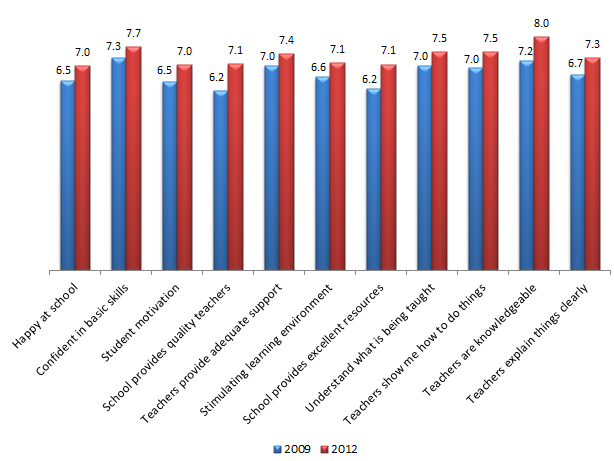 6.5 7.0 7.3 7.7 6.5 7.0 6.2 7.1 7.0 7.4 6.6 7.1 6.2 7.1 7.0 7.5 7.0 7.5 7.2 8.0 6.7 7.3
Happy at school
Confident in basic skills
Student motivation
School provides quality teachers
Teachers provide adequate support
Stimulating learning environment
School provides excellent resources
Understand what is being taught
Teachers show me how to do things
Teachers are knowledgeable
Teachers explain things clearly
2009 2012